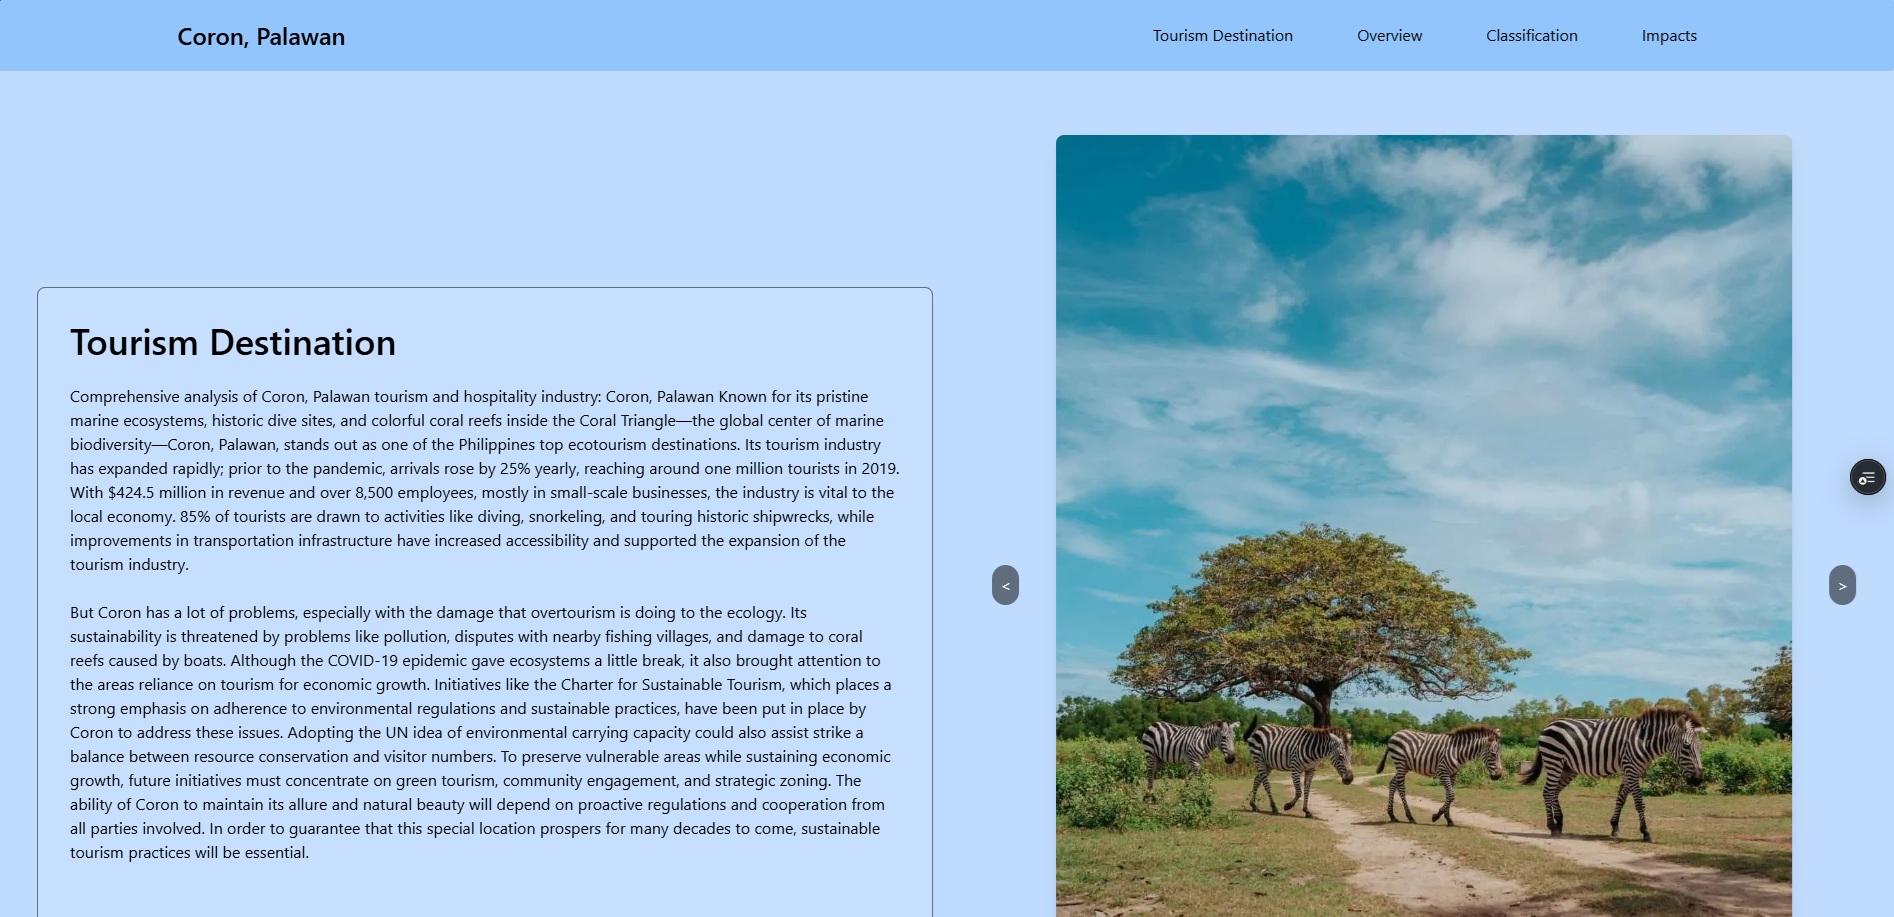 Coron, Palawan
Tourism Destination
Overview
Classification
Impacts
Tourism Destination
Comprehensive analysis of Coron, Palawan tourism and hospitality industry: Coron, Palawan Known for its pristine
marine ecosystems, historic dive sites, and colorful coral reefs inside the Coral Triangle—the global center of marine
biodiversity—Coron, Palawan, stands out as one of the Philippines top ecotourism destinations. Its tourism industry
has expanded rapidly; prior to the pandemic, arrivals rose by 25% yearly, reaching around one million tourists in 2019.
With $424.5 million in revenue and over 8,500 employees, mostly in small-scale businesses, the industry is vital to the
local economy. 85% of tourists are drawn to activities like diving, snorkeling, and touring historic shipwrecks, while
improvements in transportation infrastructure have increased accessibility and supported the expansion of the
tourism industry.
But Coron has a lot of problems, especially with the damage that overtourism is doing to the ecology. Its
sustainability is threatened by problems like pollution, disputes with nearby fishing villages, and damage to coral
reefs caused by boats. Although the COVID-19 epidemic gave ecosystems a little break, it also brought attention to
the areas reliance on tourism for economic growth. Initiatives like the Charter for Sustainable Tourism, which places a
strong emphasis on adherence to environmental regulations and sustainable practices, have been put in place by
Coron to address these issues. Adopting the UN idea of environmental carrying capacity could also assist strike a
balance between resource conservation and visitor numbers. To preserve vulnerable areas while sustaining economic
growth, future initiatives must concentrate on green tourism, community engagement, and strategic zoning. The
ability of Coron to maintain its allure and natural beauty will depend on proactive regulations and cooperation from
all parties involved. In order to guarantee that this special location prospers for many decades to come, sustainable
tourism practices will be essential.
<
>